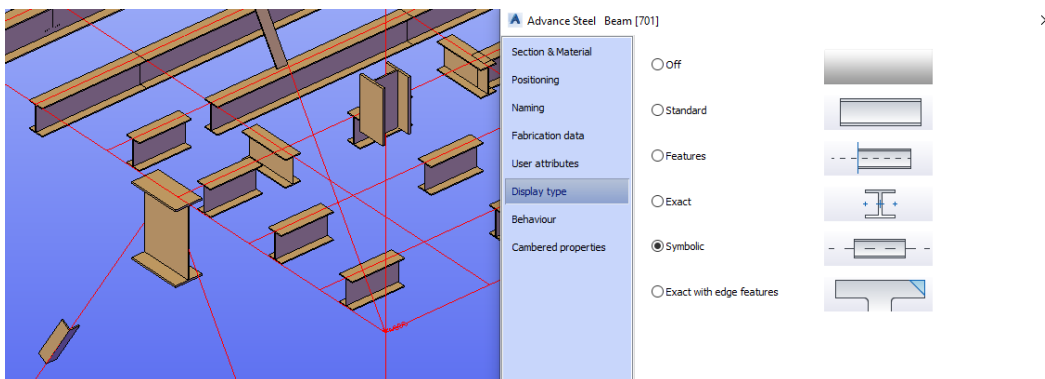 Advance Steel Beam [701]
Section & Material
Positioning
Naming
Fabrication data
User attributes
Display type
Behaviour
Cambered properties
Off
Standard
Features
Exact
Symbolic
Exact with edge features